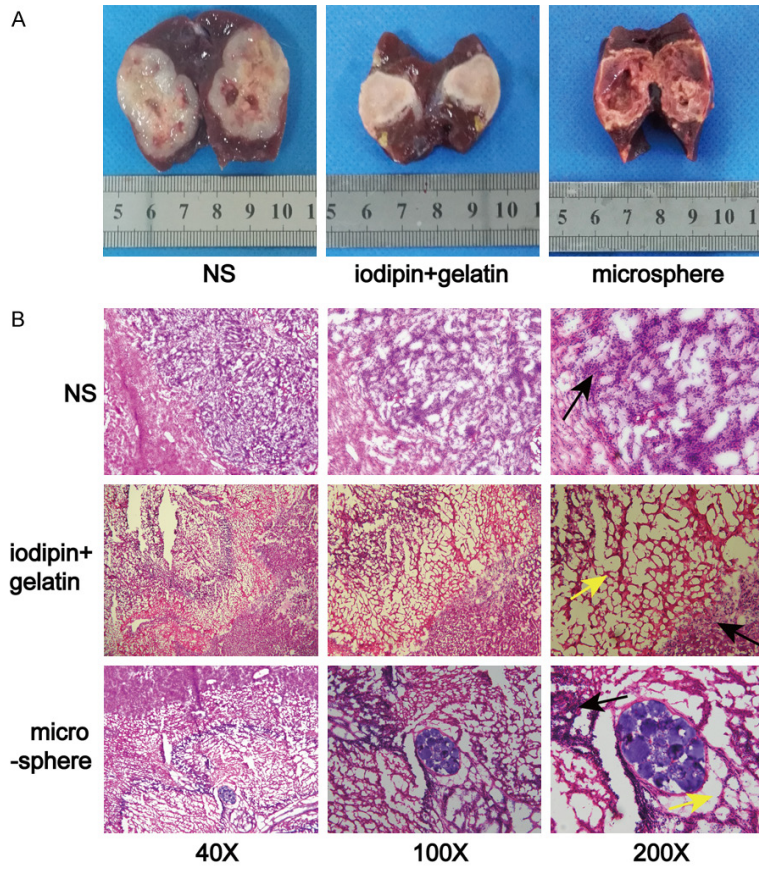 A
5 6 7 8 9 10 1
5 6 7 8 9 10 1
5 6 7 8 9 10
NS
iodipin+gelatin
microsphere
B
NS
iodipin+
gelatin
micro
-sphere
40X
100X
200X